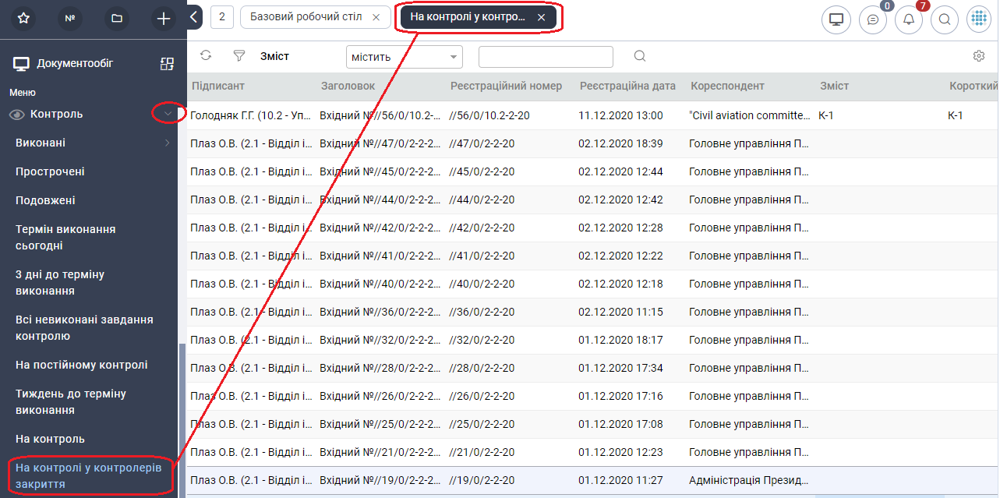 №
2
Базовий робочий стіл
На контролі у контро...
0
7
Документообіг
Меню
Контроль
Виконані
Прострочені
Подовжені
Термін виконання
сьогодні
3 дні до терміну
виконання
Всі невиконані завдання
контролю
На постійному контролі
Тиждень до терміну
виконання
На контроль
На контролі у контролерів
закриття
Зміст містить
Підписант Заголовок Реєстраційний номер Реєстраційна дата Кореспондент Зміст Короткий
Голодняк Г.Г. (10.2 - Уп... Вхідний №//56/0/10.2-... //56/0/10.2-2-20 11.12.2020 13:00 "Civil aviation committe... К-1 К-1
Плаз О.В. (2.1 - Відділ і... Вхідний №//47/0/2-2-2... //47/0/2-2-20 02.12.2020 18:39 Головне управління П...
Плаз О.В. (2.1 - Відділ і... Вхідний №//45/0/2-2-2... //45/0/2-2-20 02.12.2020 12:44 Головне управління П...
Плаз О.В. (2.1 - Відділ і... Вхідний №//44/0/2-2-2... //44/0/2-2-20 02.12.2020 12:42 Головне управління П...
Плаз О.В. (2.1 - Відділ і... Вхідний №//42/0/2-2-2... //42/0/2-2-20 02.12.2020 12:28 Головне управління П...
Плаз О.В. (2.1 - Відділ і... Вхідний №//41/0/2-2-2... //41/0/2-2-20 02.12.2020 12:22 Головне управління П...
Плаз О.В. (2.1 - Відділ і... Вхідний №//40/0/2-2-2... //40/0/2-2-20 02.12.2020 12:18 Головне управління П...
Плаз О.В. (2.1 - Відділ і... Вхідний №//36/0/2-2-2... //36/0/2-2-20 02.12.2020 11:15 Головне управління П...
Плаз О.В. (2.1 - Відділ і... Вхідний №//32/0/2-2-2... //32/0/2-2-20 01.12.2020 18:17 Головне управління П...
Плаз О.В. (2.1 - Відділ і... Вхідний №//28/0/2-2-2... //28/0/2-2-20 01.12.2020 17:34 Головне управління П...
Плаз О.В. (2.1 - Відділ і... Вхідний №//26/0/2-2-2... //26/0/2-2-20 01.12.2020 17:16 Головне управління П...
Плаз О.В. (2.1 - Відділ і... Вхідний №//25/0/2-2-2... //25/0/2-2-20 01.12.2020 17:08 Головне управління П...
Плаз О.В. (2.1 - Відділ і... Вхідний №//21/0/2-2-2... //21/0/2-2-20 01.12.2020 12:23 Головне управління П...
Плаз О.В. (2.1 - Відділ і... Вхідний №//19/0/2-2-2... //19/0/2-2-20 01.12.2020 11:27 Адміністрація Презид...